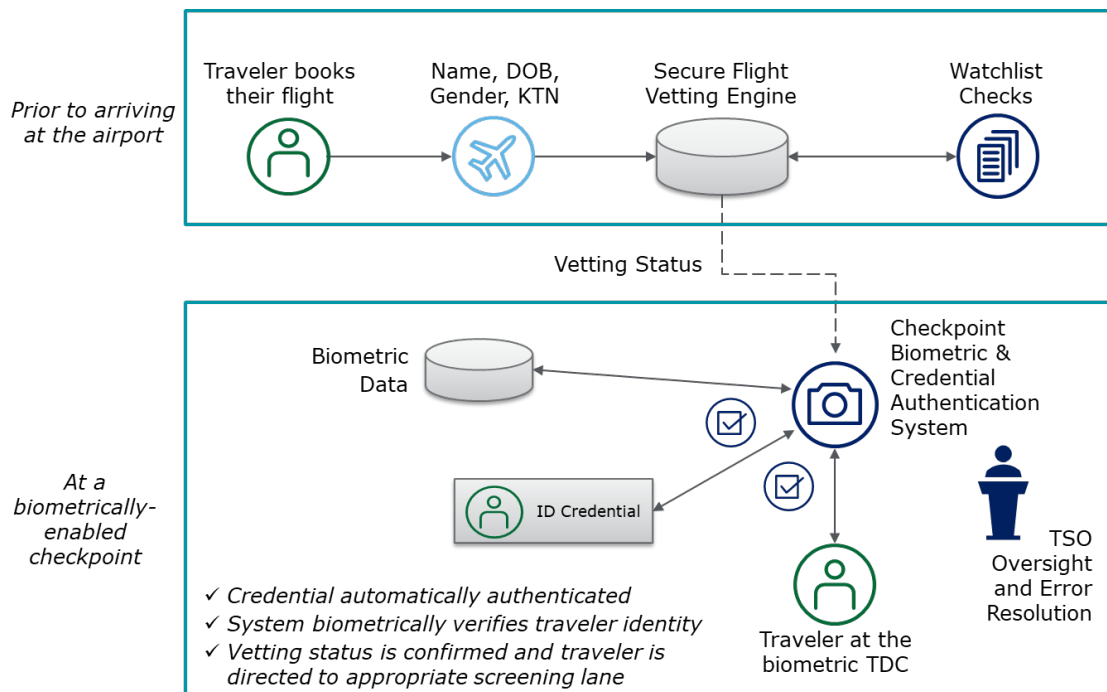 Prior to arriving
at the airport
Traveler books
their flight
Name, DOB,
Gender, KTN
Secure Flight
Vetting Engine
Watchlist
Checks
Vetting Status
At a
biometrically-
enabled
checkpoint
Biometric
Data
Checkpoint
Biometric &
Credential
Authentication
System
ID Credential
TSO
Oversight
and Error
Resolution
Traveler at the
biometric TDC
✓ Credential automatically authenticated
✓ System biometrically verifies traveler identity
✓ Vetting status is confirmed and traveler is
directed to appropriate screening lane